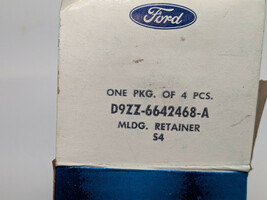 Ford
ONE PKG. OF 4 PCS.
D9ZZ-6642468-A
MLDG. RETAINER
S4